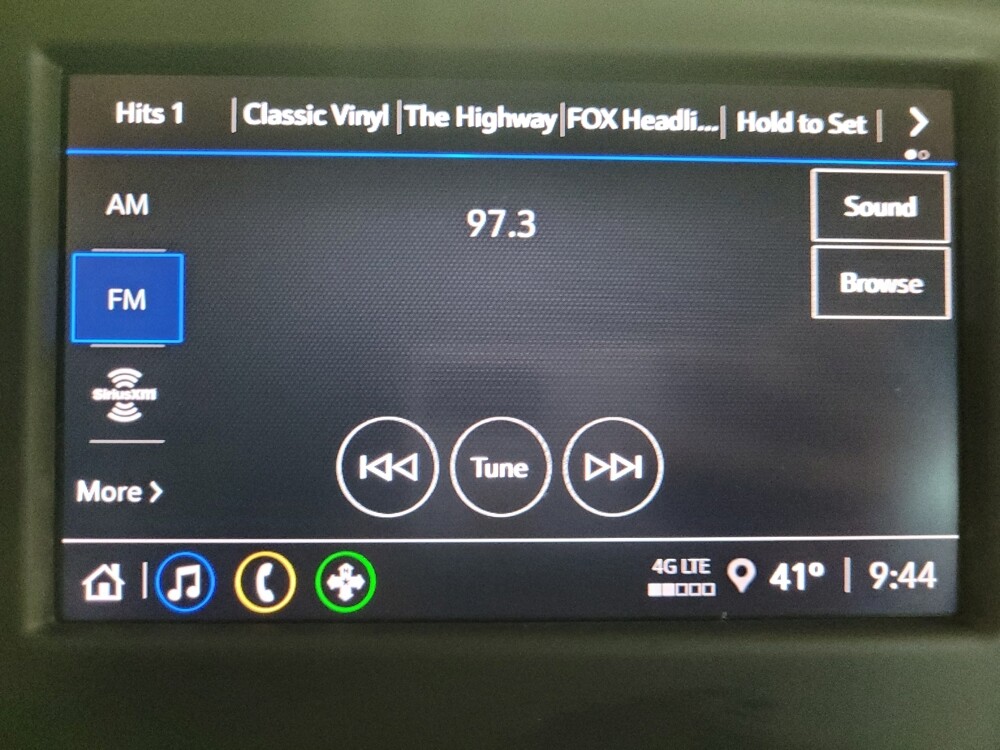 Hits 1 | Classic Vinyl | The Highway | FOX Headli... | Hold to Set |
AM
97.3
Sound
FM
Browse
SiriusXM
Tune
More
4G LTE
41° | 9:44